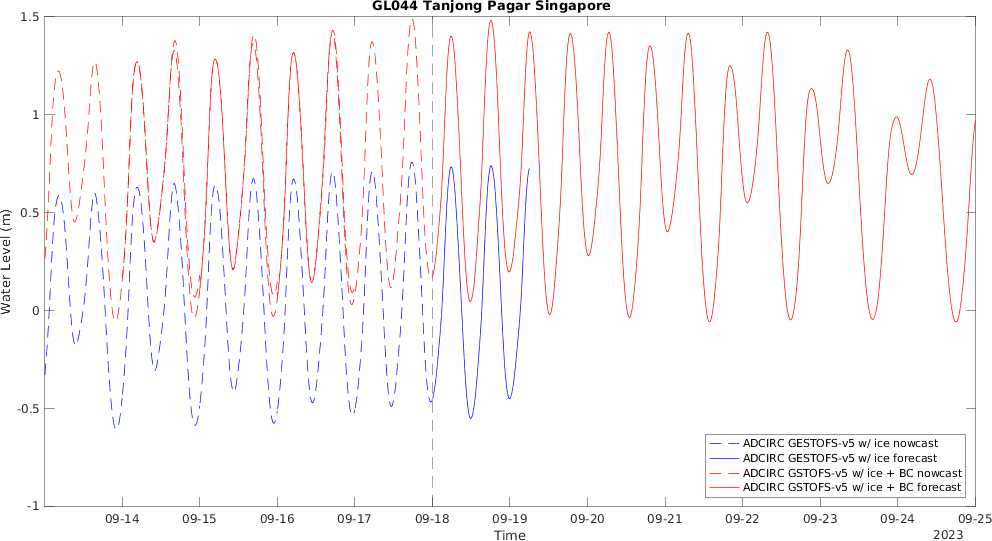 GL044 Tanjong Pagar Singapore
1.5
1
0.5
0
-0.5
-1
Water Level (m)
09-14 09-15 09-16 09-17 09-18 09-19 09-20 09-21 09-22 09-23 09-24 09-25
Time
2023
ADCIRC GESTOFS-v5 w/ ice nowcast
ADCIRC GESTOFS-v5 w/ ice forecast
ADCIRC GSTOFS-v5 w/ ice + BC nowcast
ADCIRC GSTOFS-v5 w/ ice + BC forecast